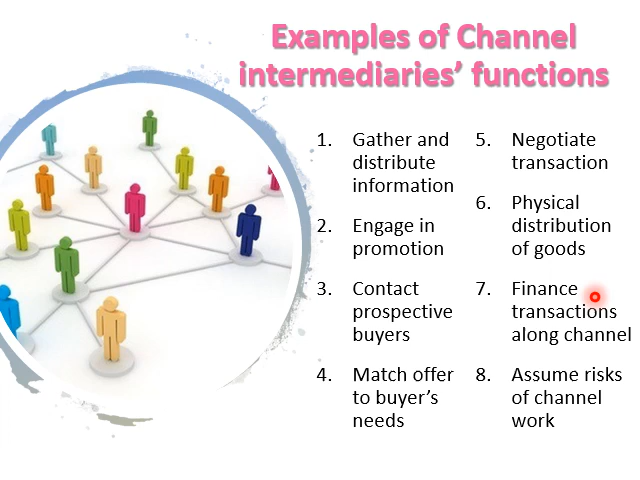 Examples of Channel
intermediaries’ functions
1. Gather and
distribute
information
2. Engage in
promotion
3. Contact
prospective
buyers
4. Match offer
to buyer’s
needs
5. Negotiate
transaction
6. Physical
distribution
of goods
7. Finance
transactions
along channel
8. Assume risks
of channel
work